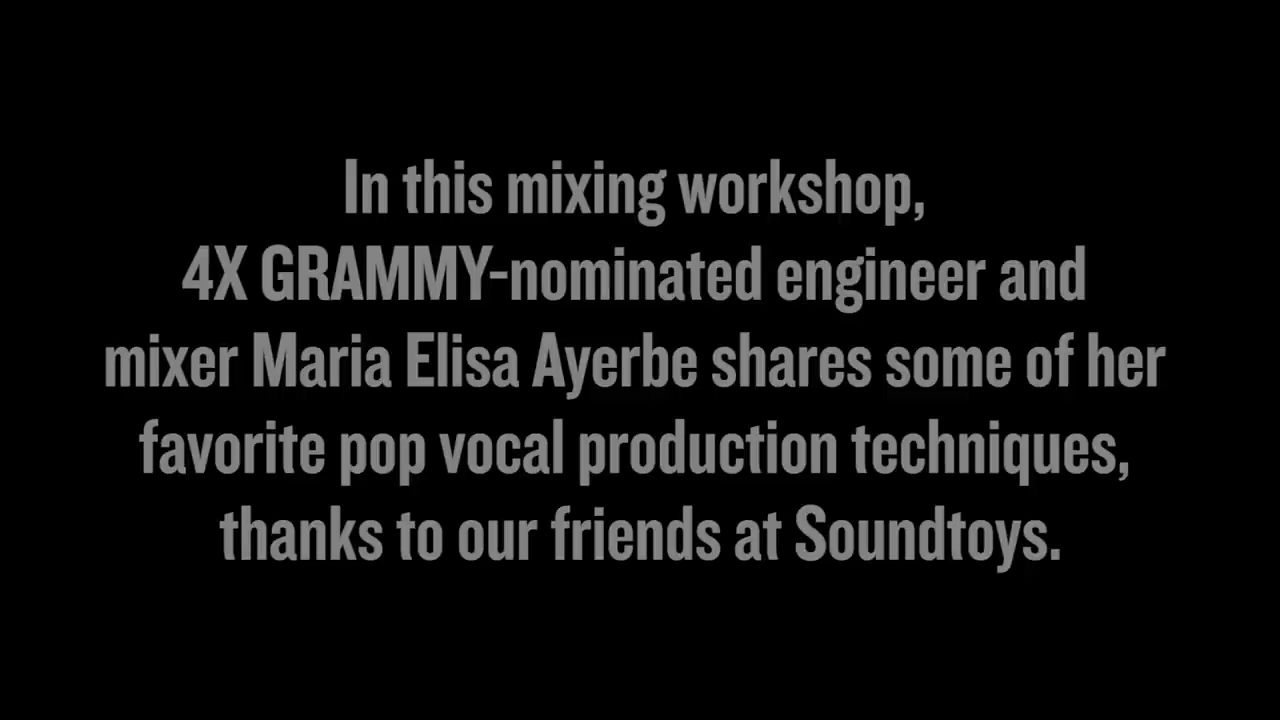 In this mixing workshop,
4X GRAMMY-nominated engineer and
mixer Maria Elisa Ayerbe shares some of her
favorite pop vocal production techniques,
thanks to our friends at Soundtoys.